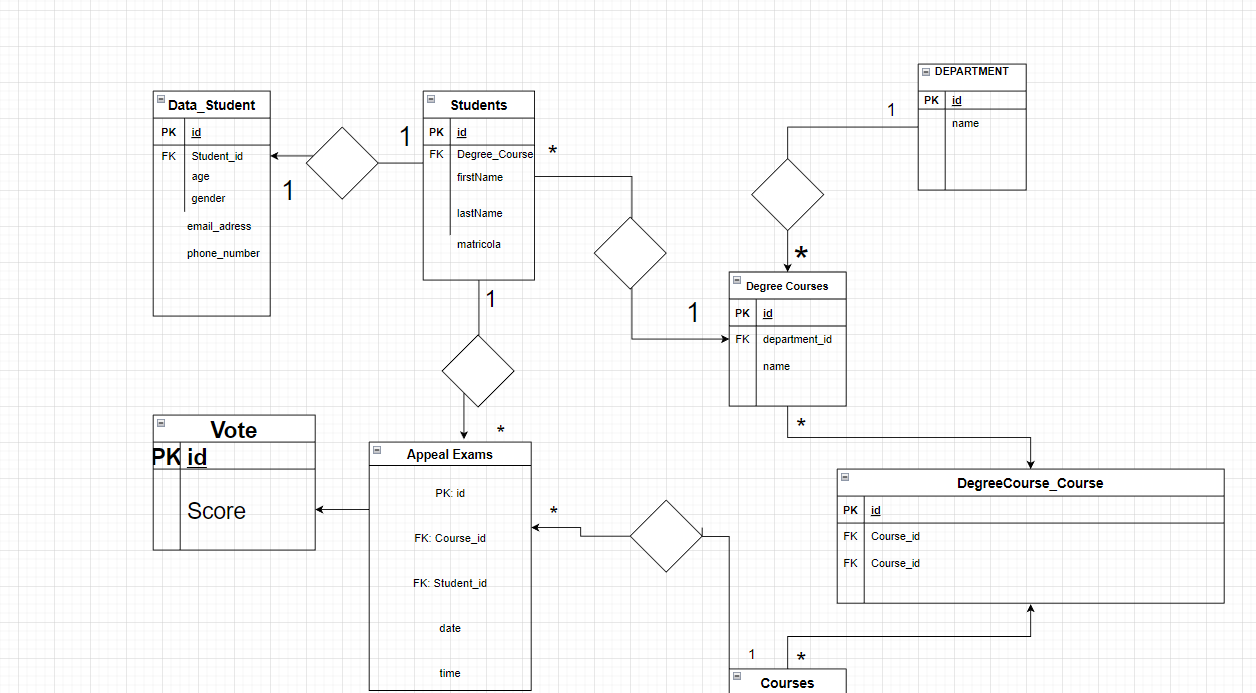 DEPARTMENT
PK id
name
1
Data_Student
PK id
FK Student_id
age
gender
email_adress
phone_number
1
1
Students
PK id
FK Degree_Course
firstName
lastName
matricola
*
1
*
Degree Courses
PK id
FK department_id
name
1
*
*
Vote
PK id
Score
Appeal Exams
PK: id
FK: Course_id
FK: Student_id
date
time
*
DegreeCourse_Course
PK id
FK Course_id
FK Course_id
1
*
Courses